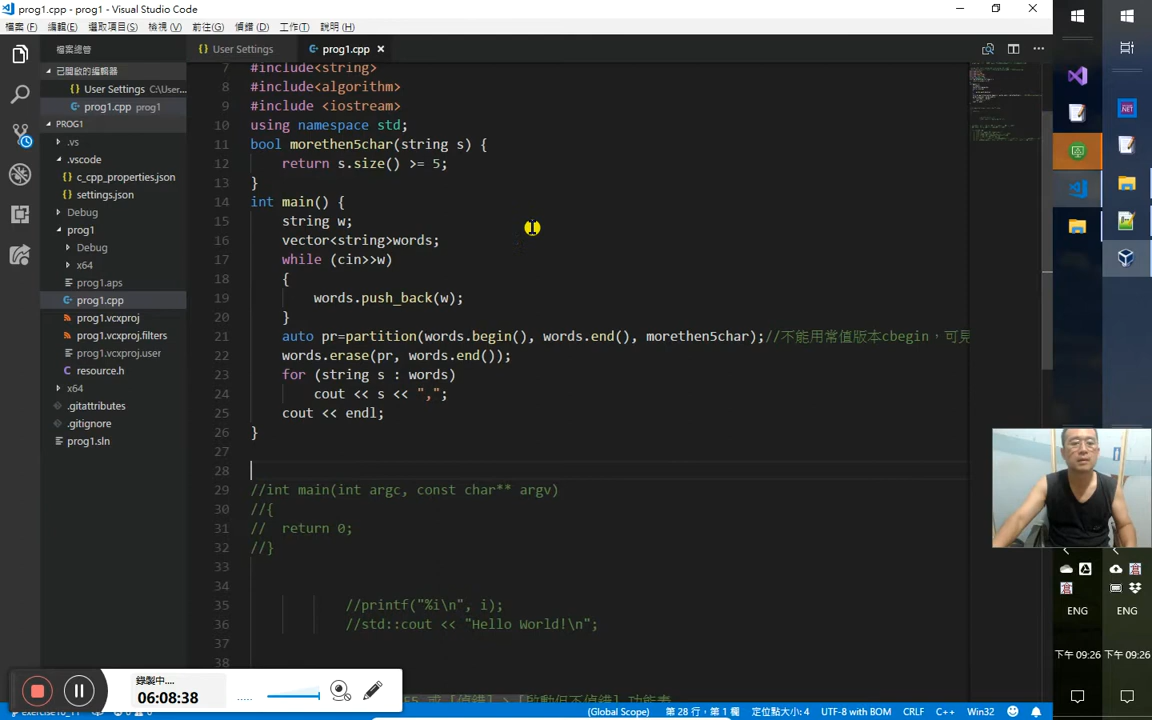 prog1.cpp - prog1 - Visual Studio Code
檔案(F) 編輯(E) 選取項目(S) 檢視(V) 前往(G) 偵錯(D) 工作(T) 說明(H)
檔案總管
已開啟的編輯器
{} User Settings C:\User...
prog1.cpp prog1
PROG1
.vs
.vscode
{} c_cpp_properties.json
{} settings.json
Debug
prog1
Debug
x64
prog1.aps
prog1.cpp
prog1.vcxproj
prog1.vcxproj.filters
prog1.vcxproj.user
resource.h
x64
.gitattributes
.gitignore
prog1.sln
{} User Settings
prog1.cpp
7 #include<string>
8 #include<algorithm>
9 #include <iostream>
10 using namespace std;
11 bool morethen5char(string s) {
12 return s.size() >= 5;
13 }
14 int main() {
15 string w;
16 vector<string>words;
17 while (cin>>w)
18 {
19 words.push_back(w);
20 }
21 auto pr=partition(words.begin(), words.end(), morethen5char);//不能用常值版本cbegin，可見
22 words.erase(pr, words.end());
23 for (string s : words)
24 cout << s << ",";
25 cout << endl;
26 }
27
28
29 //int main(int argc, const char** argv)
30 //{
31 // return 0;
32 //}
33
34
35 //printf("%i\n", i);
36 //std::cout << "Hello World!\n";
37
38
錄製中....
06:08:38
(Global Scope) 第 28 行，第 1 欄 定位點大小: 4 UTF-8 with BOM CRLF C++ Win32
.NET
ENG
ENG
下午 09:26
下午 09:26